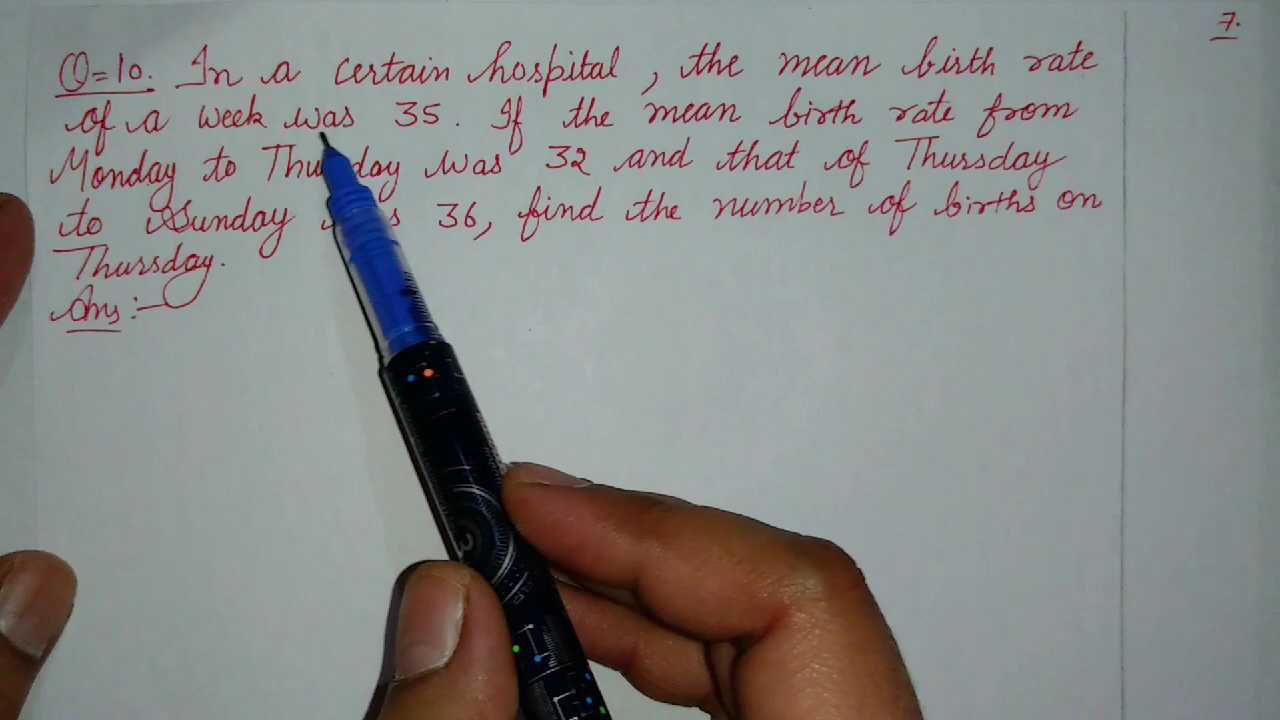 7.
Q=10. In a certain hospital, the mean birth rate
of a week was 35. If the mean birth rate from
Monday to Thu day was 32 and that of Thursday
to Sunday s 36, find the number of births on
Thursday.
Ans:-